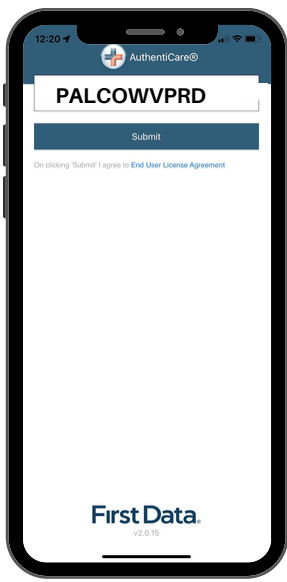 12:20
AuthentiCare®
PALCOWVPRD
Submit
On clicking 'Submit' I agree to End User License Agreement
First Data.
v2.0.15